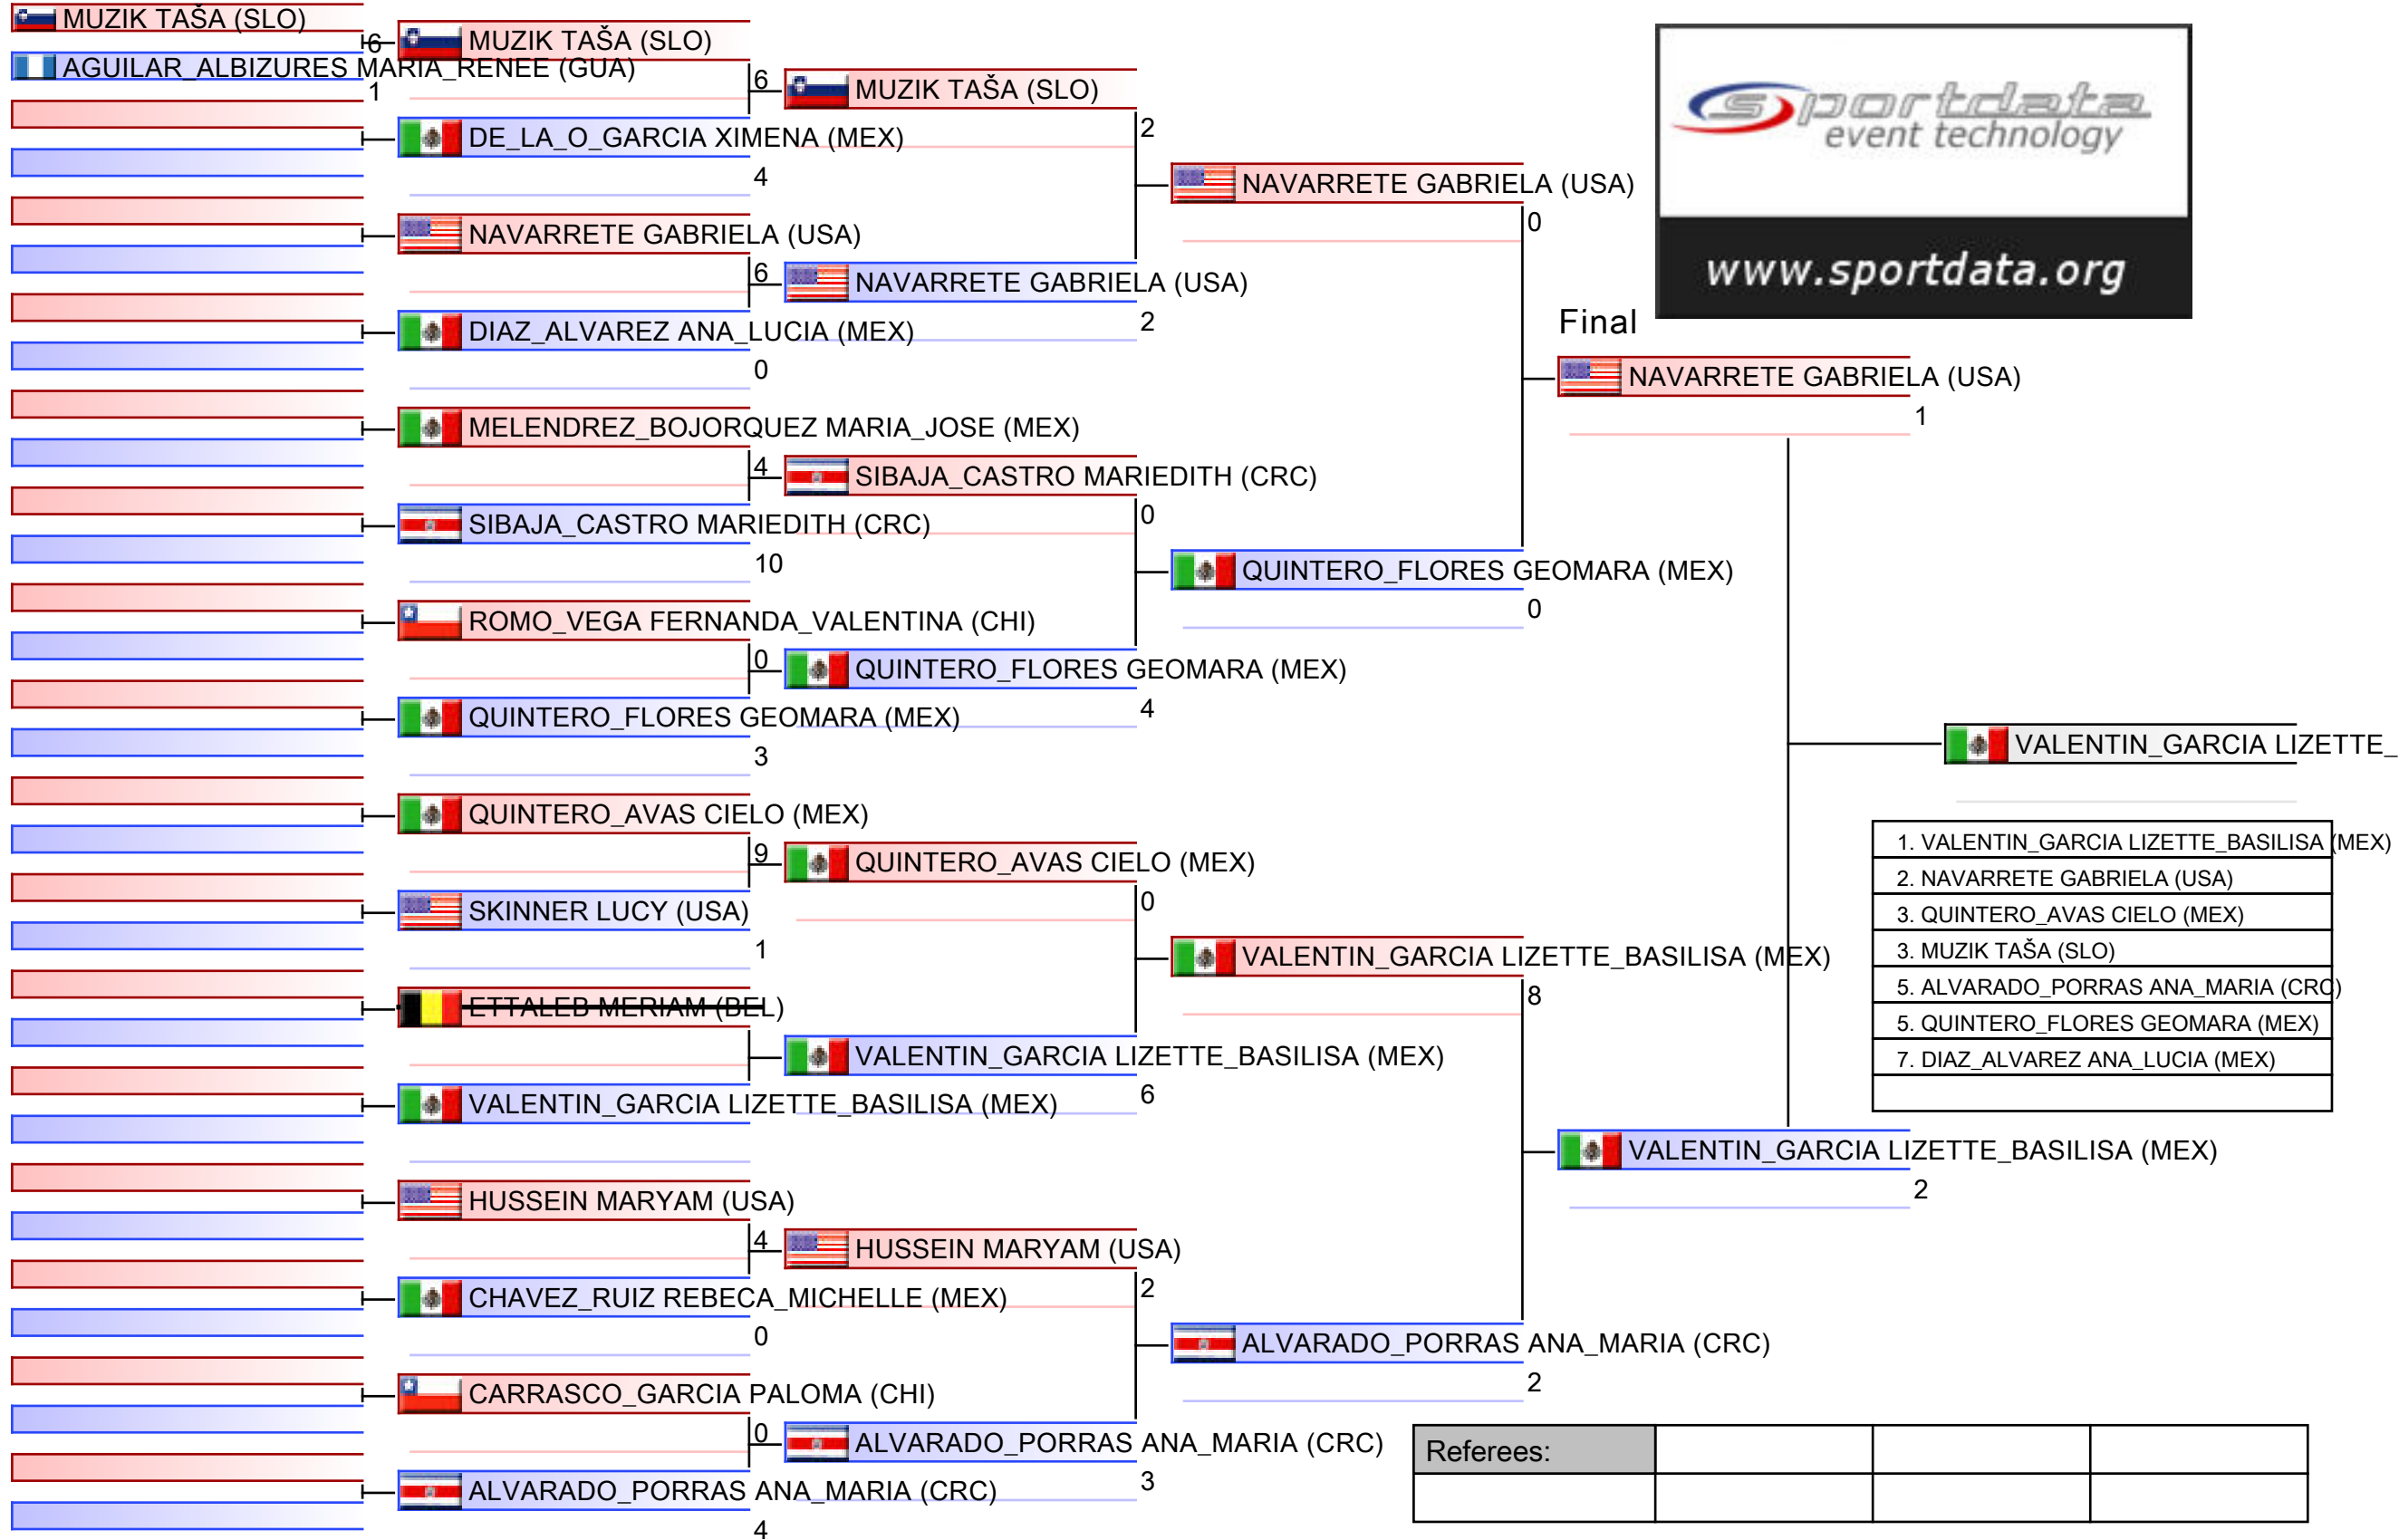 MUZIK TAŠA (SLO)
6
AGUILAR_ALBIZURES MARIA_RENEE (GUA)
1
MUZIK TAŠA (SLO)
6
DE_LA_O_GARCIA XIMENA (MEX)
4
NAVARRETE GABRIELA (USA)
6
DIAZ_ALVAREZ ANA_LUCIA (MEX)
0
MELENDREZ_BOJORQUEZ MARIA_JOSE (MEX)
4
SIBAJA_CASTRO MARIEDITH (CRC)
10
ROMO_VEGA FERNANDA_VALENTINA (CHI)
0
QUINTERO_FLORES GEOMARA (MEX)
3
QUINTERO_AVAS CIELO (MEX)
9
SKINNER LUCY (USA)
1
ETTALEB MERIAM (BEL)
VALENTIN_GARCIA LIZETTE_BASILISA (MEX)
HUSSEIN MARYAM (USA)
4
CHAVEZ_RUIZ REBECA_MICHELLE (MEX)
0
CARRASCO_GARCIA PALOMA (CHI)
0
ALVARADO_PORRAS ANA_MARIA (CRC)
4
MUZIK TAŠA (SLO)
2
NAVARRETE GABRIELA (USA)
2
SIBAJA_CASTRO MARIEDITH (CRC)
0
QUINTERO_FLORES GEOMARA (MEX)
4
QUINTERO_AVAS CIELO (MEX)
0
VALENTIN_GARCIA LIZETTE_BASILISA (MEX)
6
HUSSEIN MARYAM (USA)
2
ALVARADO_PORRAS ANA_MARIA (CRC)
3
NAVARRETE GABRIELA (USA)
0
QUINTERO_FLORES GEOMARA (MEX)
0
VALENTIN_GARCIA LIZETTE_BASILISA (MEX)
8
ALVARADO_PORRAS ANA_MARIA (CRC)
2
sportdata
event technology
www.sportdata.org
Final
NAVARRETE GABRIELA (USA)
1
VALENTIN_GARCIA LIZETTE_BASILISA (MEX)
2
VALENTIN_GARCIA LIZETTE_
1. VALENTIN_GARCIA LIZETTE_BASILISA (MEX)
2. NAVARRETE GABRIELA (USA)
3. QUINTERO_AVAS CIELO (MEX)
3. MUZIK TAŠA (SLO)
5. ALVARADO_PORRAS ANA_MARIA (CRC)
5. QUINTERO_FLORES GEOMARA (MEX)
7. DIAZ_ALVAREZ ANA_LUCIA (MEX)
Referees: